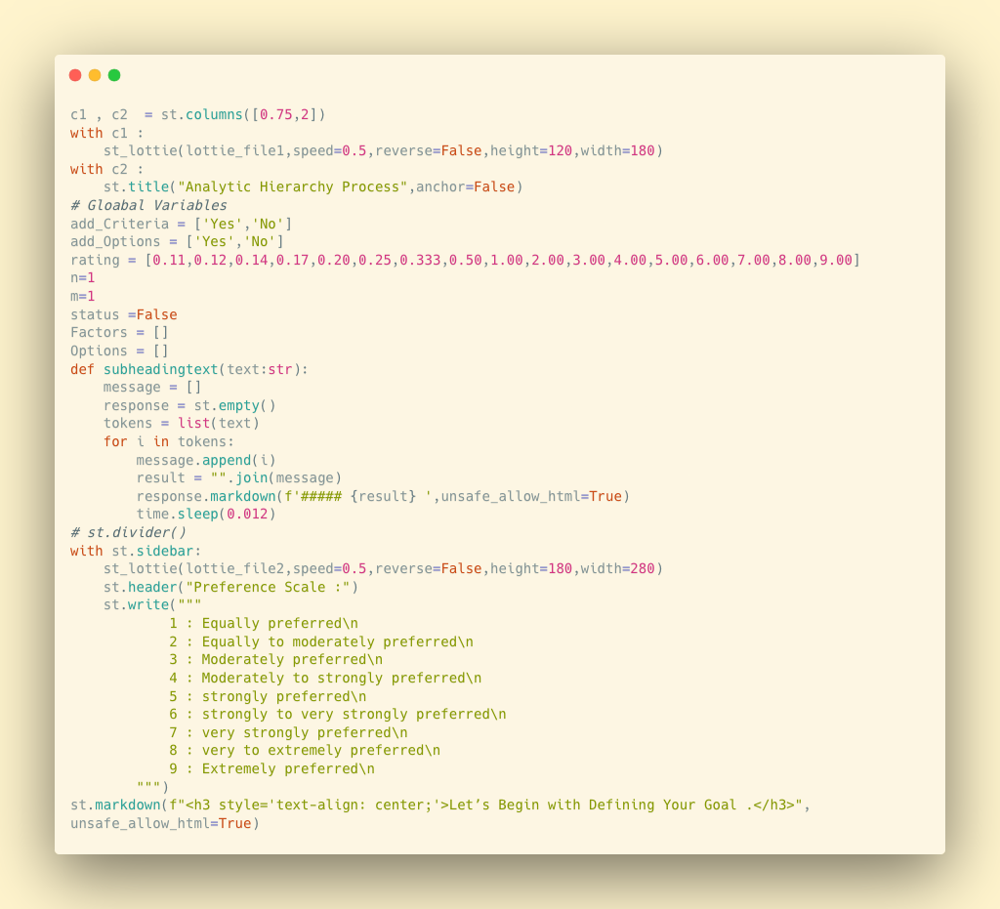 c1 , c2  = st.columns([0.75,2])
with c1 :
    st_lottie(lottie_file1,speed=0.5,reverse=False,height=120,width=180)
with c2 :
    st.title("Analytic Hierarchy Process",anchor=False)
# Gloabal Variables
add_Criteria = ['Yes','No']
add_Options = ['Yes','No']
rating = [0.11,0.12,0.14,0.17,0.20,0.25,0.333,0.50,1.00,2.00,3.00,4.00,5.00,6.00,7.00,8.00,9.00]
n=1
m=1
status =False
Factors = []
Options = []
def subheadingtext(text:str):
    message = []
    response = st.empty()
    tokens = list(text)
    for i in tokens:
        message.append(i)
        result = "".join(message)
        response.markdown(f'##### {result} ',unsafe_allow_html=True)
        time.sleep(0.012)
# st.divider()
with st.sidebar:
    st_lottie(lottie_file2,speed=0.5,reverse=False,height=180,width=280)
    st.header("Preference Scale :")
    st.write("""
            1 : Equally preferred\n
            2 : Equally to moderately preferred\n
            3 : Moderately preferred\n
            4 : Moderately to strongly preferred\n
            5 : strongly preferred\n
            6 : strongly to very strongly preferred\n
            7 : very strongly preferred\n
            8 : very to extremely preferred\n
            9 : Extremely preferred\n
        """)
st.markdown(f"<h3 style='text-align: center;'>Let’s Begin with Defining Your Goal .</h3>",
unsafe_allow_html=True)